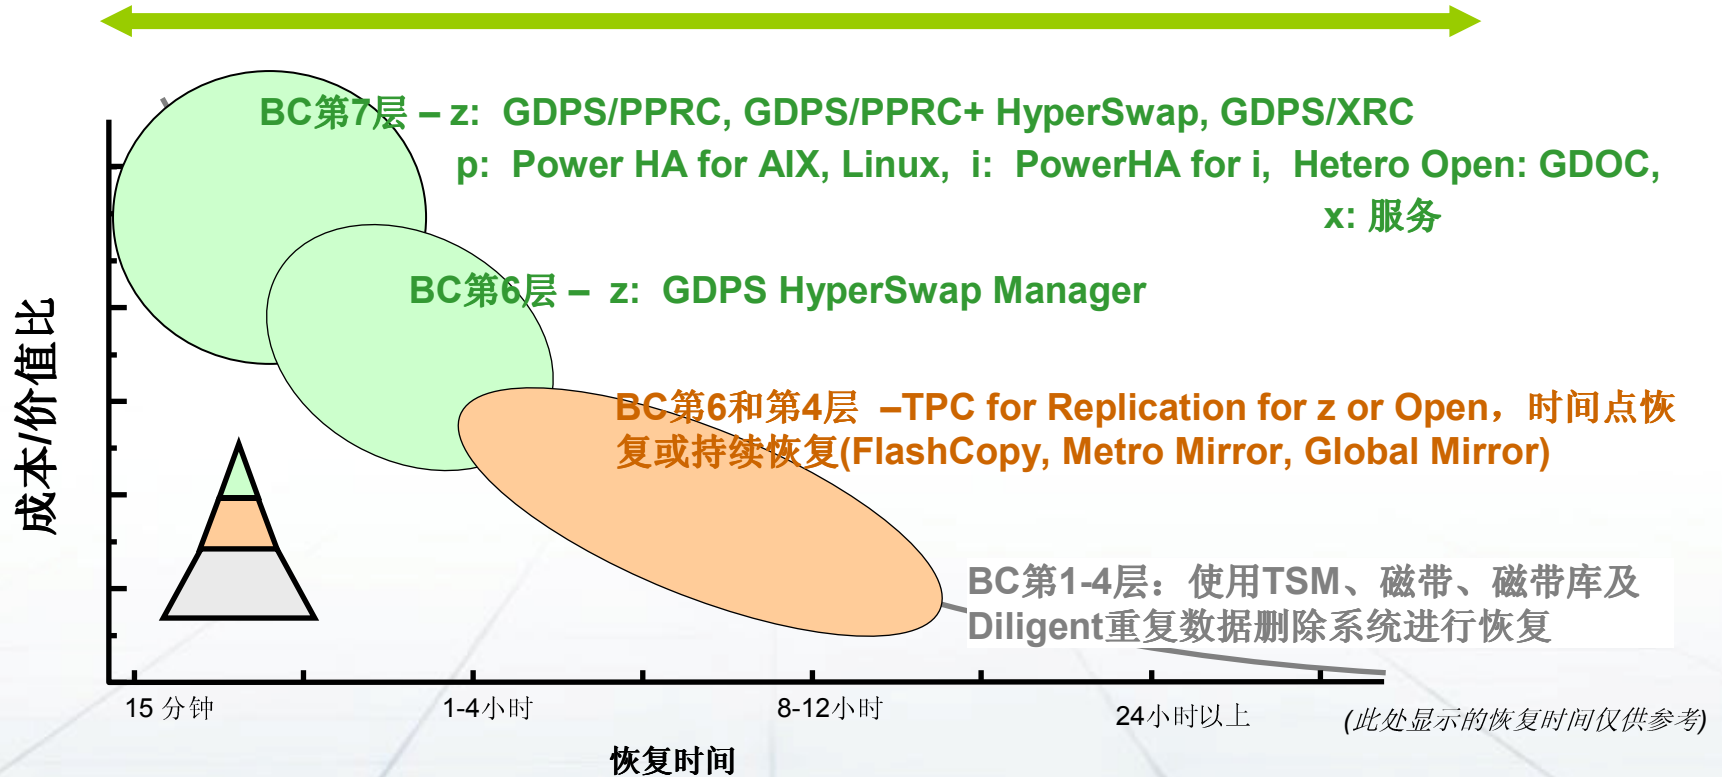 BC第7层 – z: GDPS/PPRC, GDPS/PPRC+ HyperSwap, GDPS/XRC
p: Power HA for AIX, Linux, i: PowerHA for i, Hetero Open: GDOC,
x: 服务
BC第6层 – z: GDPS HyperSwap Manager
成本/价值比
BC第6和第4层 –TPC for Replication for z or Open，时间点恢
复或持续恢复(FlashCopy, Metro Mirror, Global Mirror)
BC第1-4层：使用TSM、磁带、磁带库及
Diligent重复数据删除系统进行恢复
15 分钟
1-4小时
8-12小时
24小时以上
(此处显示的恢复时间仅供参考)
恢复时间